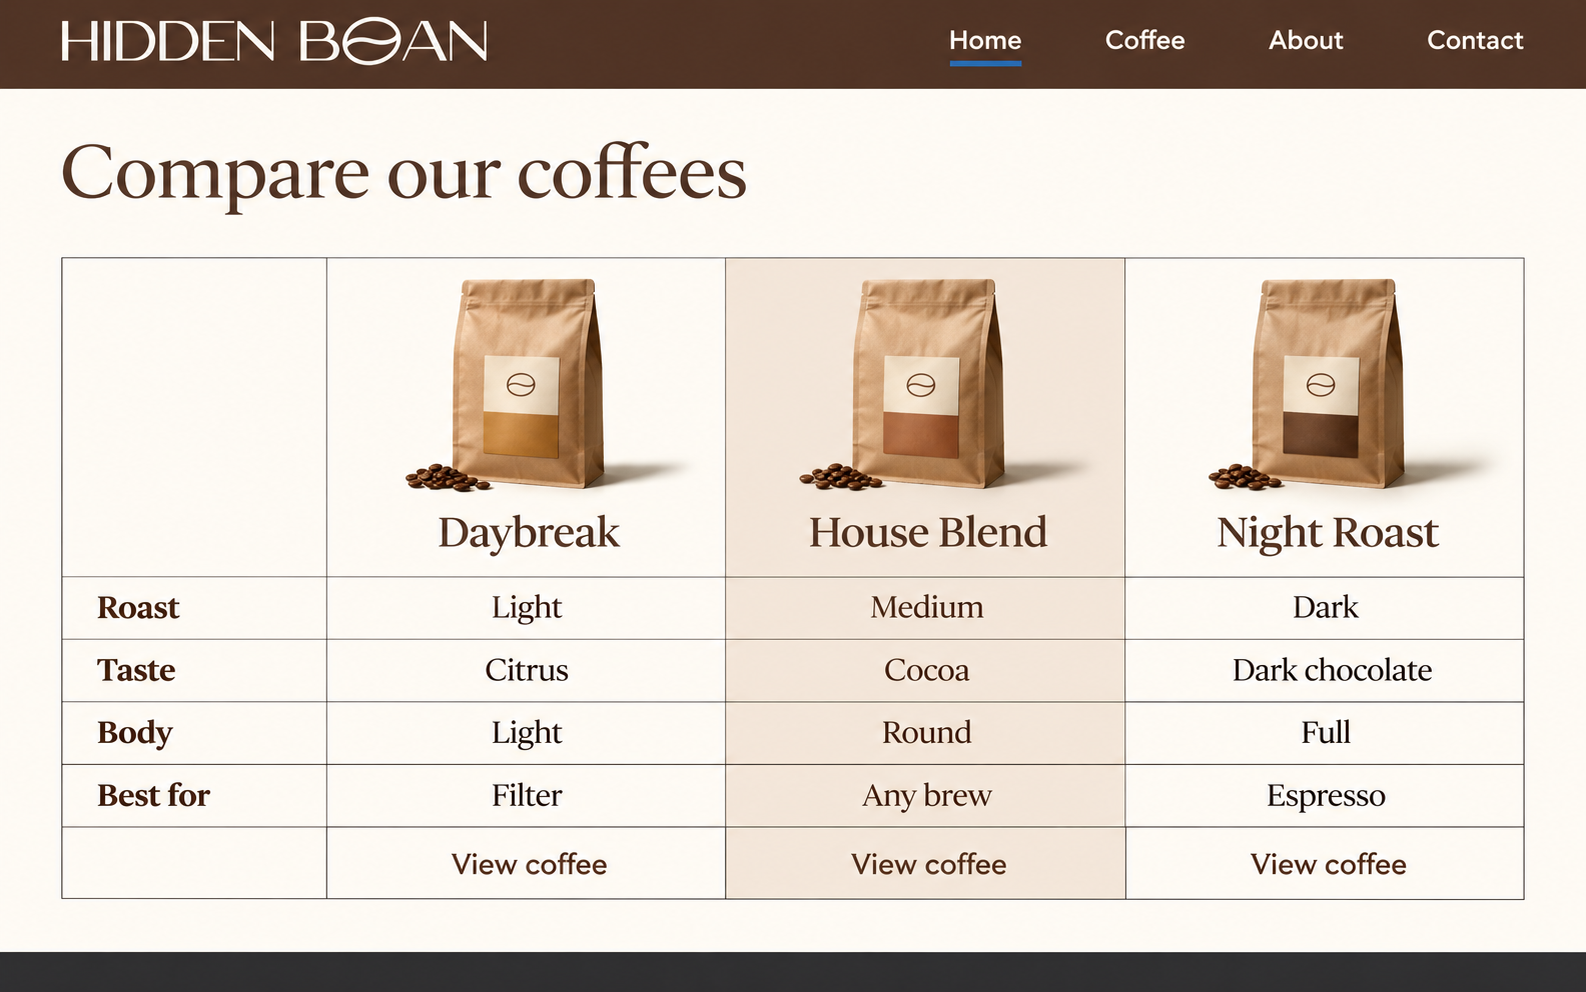 HIDDEN BEAN
Home
Coffee
About
Contact
Compare our coffees
Daybreak
House Blend
Night Roast
Roast
Light
Medium
Dark
Taste
Citrus
Cocoa
Dark chocolate
Body
Light
Round
Full
Best for
Filter
Any brew
Espresso
View coffee
View coffee
View coffee